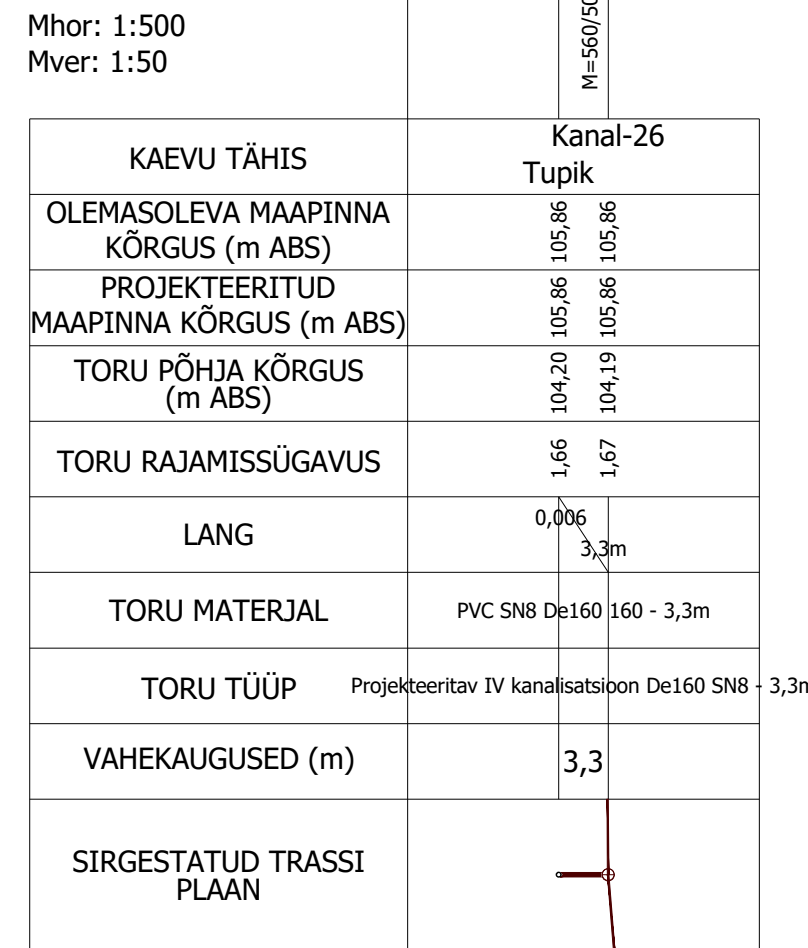 Mhor: 1:500
Mver: 1:50
M=560/50
KAEVU TÄHIS
Kanal-26
Tupik
OLEMASOLEVA MAAPINNA
KÕRGUS (m ABS)
105,86
105,86
PROJEKTEERITUD
MAAPINNA KÕRGUS (m ABS)
105,86
105,86
TORU PÕHJA KÕRGUS
(m ABS)
104,20
104,19
TORU RAJAMISSÜGAVUS
1,66
1,67
LANG
0,006
3,3m
TORU MATERJAL
PVC SN8 De160 160 - 3,3m
TORU TÜÜP
Projekteeritav IV kanalisatsioon De160 SN8 - 3,3m
VAHEKAUGUSED (m)
3,3
SIRGESTATUD TRASSI
PLAAN